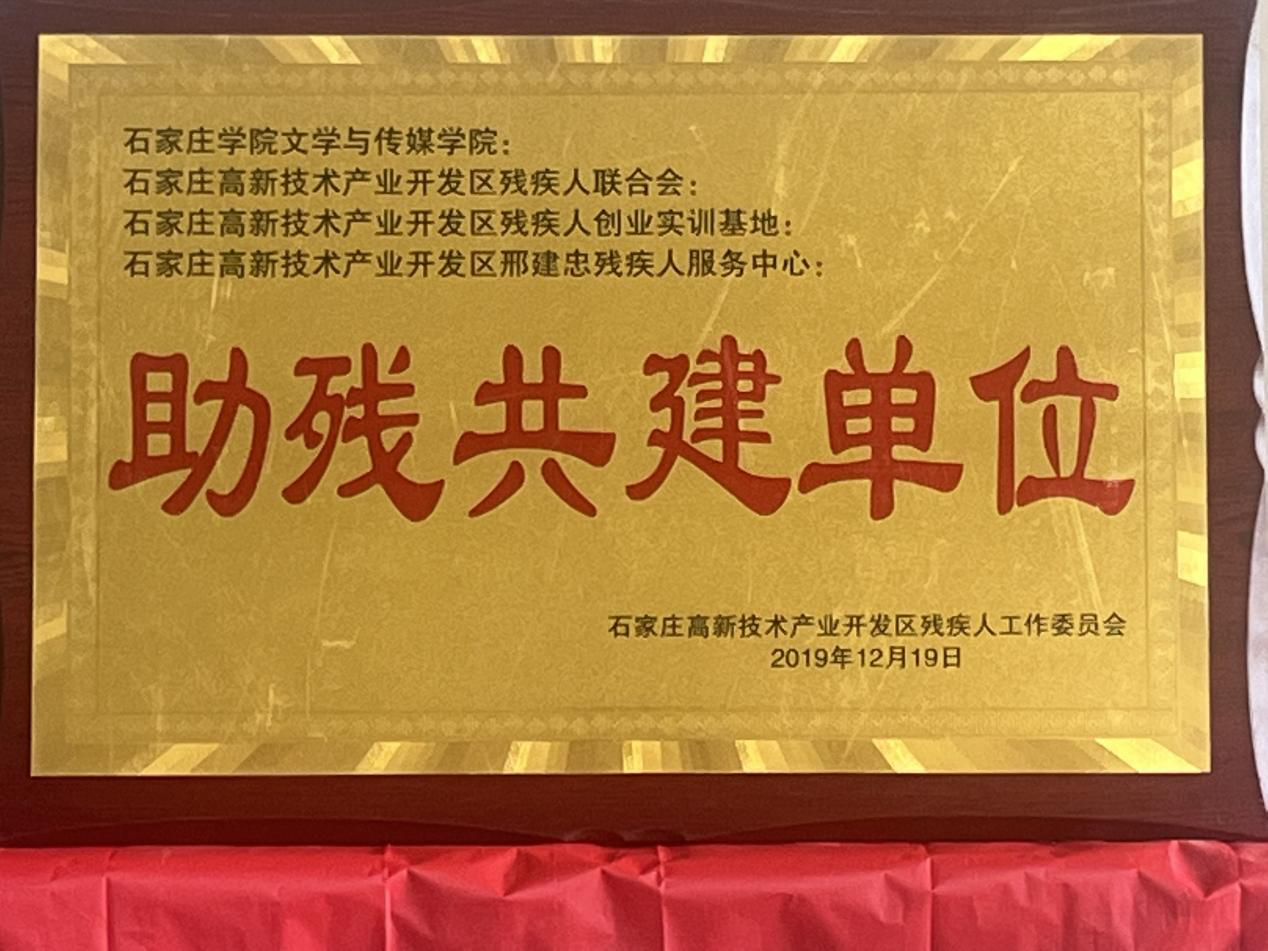 石家庄学院文学与传媒学院：
石家庄高新技术产业开发区残疾人联合会：
石家庄高新技术产业开发区残疾人创业实训基地：
石家庄高新技术产业开发区邢建忠残疾人服务中心：
助残共建单位
石家庄高新技术产业开发区残疾人工作委员会
2019年12月19日